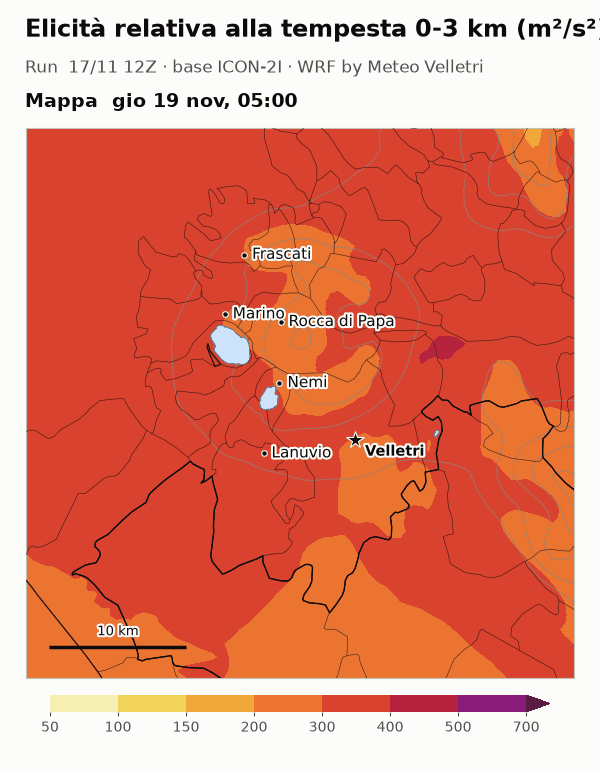 Elicità relativa alla tempesta 0-3 km (m²/s²)
Run 17/11 12Z · base ICON-2I · WRF by Meteo Velletri
Mappa gio 19 nov, 05:00
Frascati
Marino
Rocca di Papa
Nemi
Velletri
Lanuvio
10 km
50 100 150 200 300 400 500 700